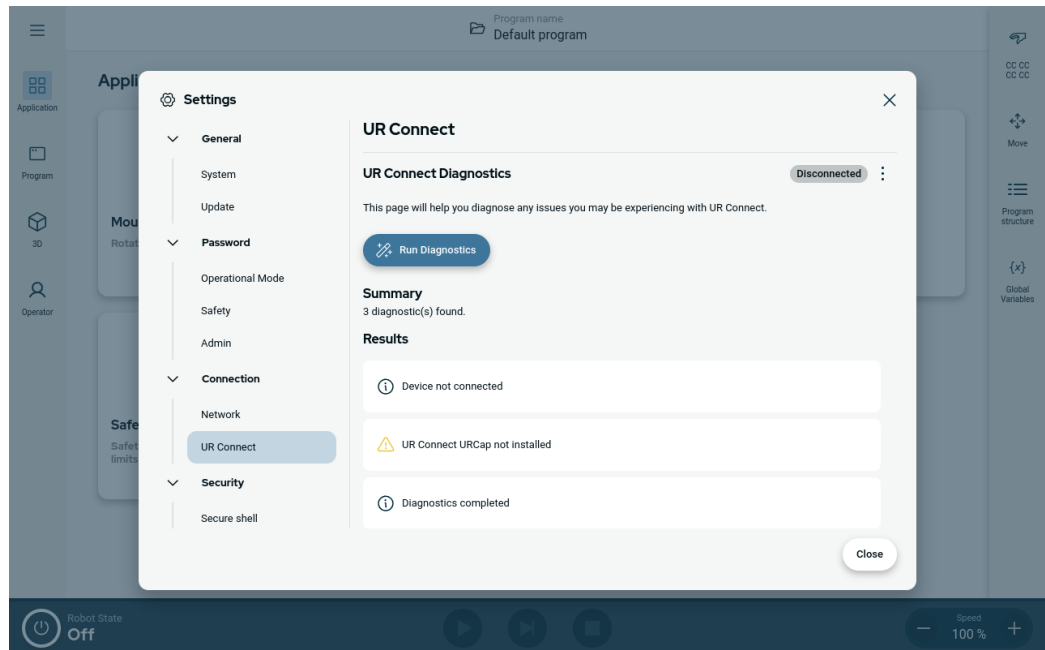 Program name
Default program
Application
Program
3D
Operator
Appli
Mou
Rotat
Safe
Safet
limits
Settings
General
System
Update
Password
Operational Mode
Safety
Admin
Connection
Network
UR Connect
Security
Secure shell
UR Connect
UR Connect Diagnostics
Disconnected
This page will help you diagnose any issues you may be experiencing with UR Connect.
Run Diagnostics
Summary
3 diagnostic(s) found.
Results
Device not connected
UR Connect URCap not installed
Diagnostics completed
Close
CC CC
CC CC
Move
Program
structure
{x}
Global
Variables
Robot State
Off
Speed
100 %